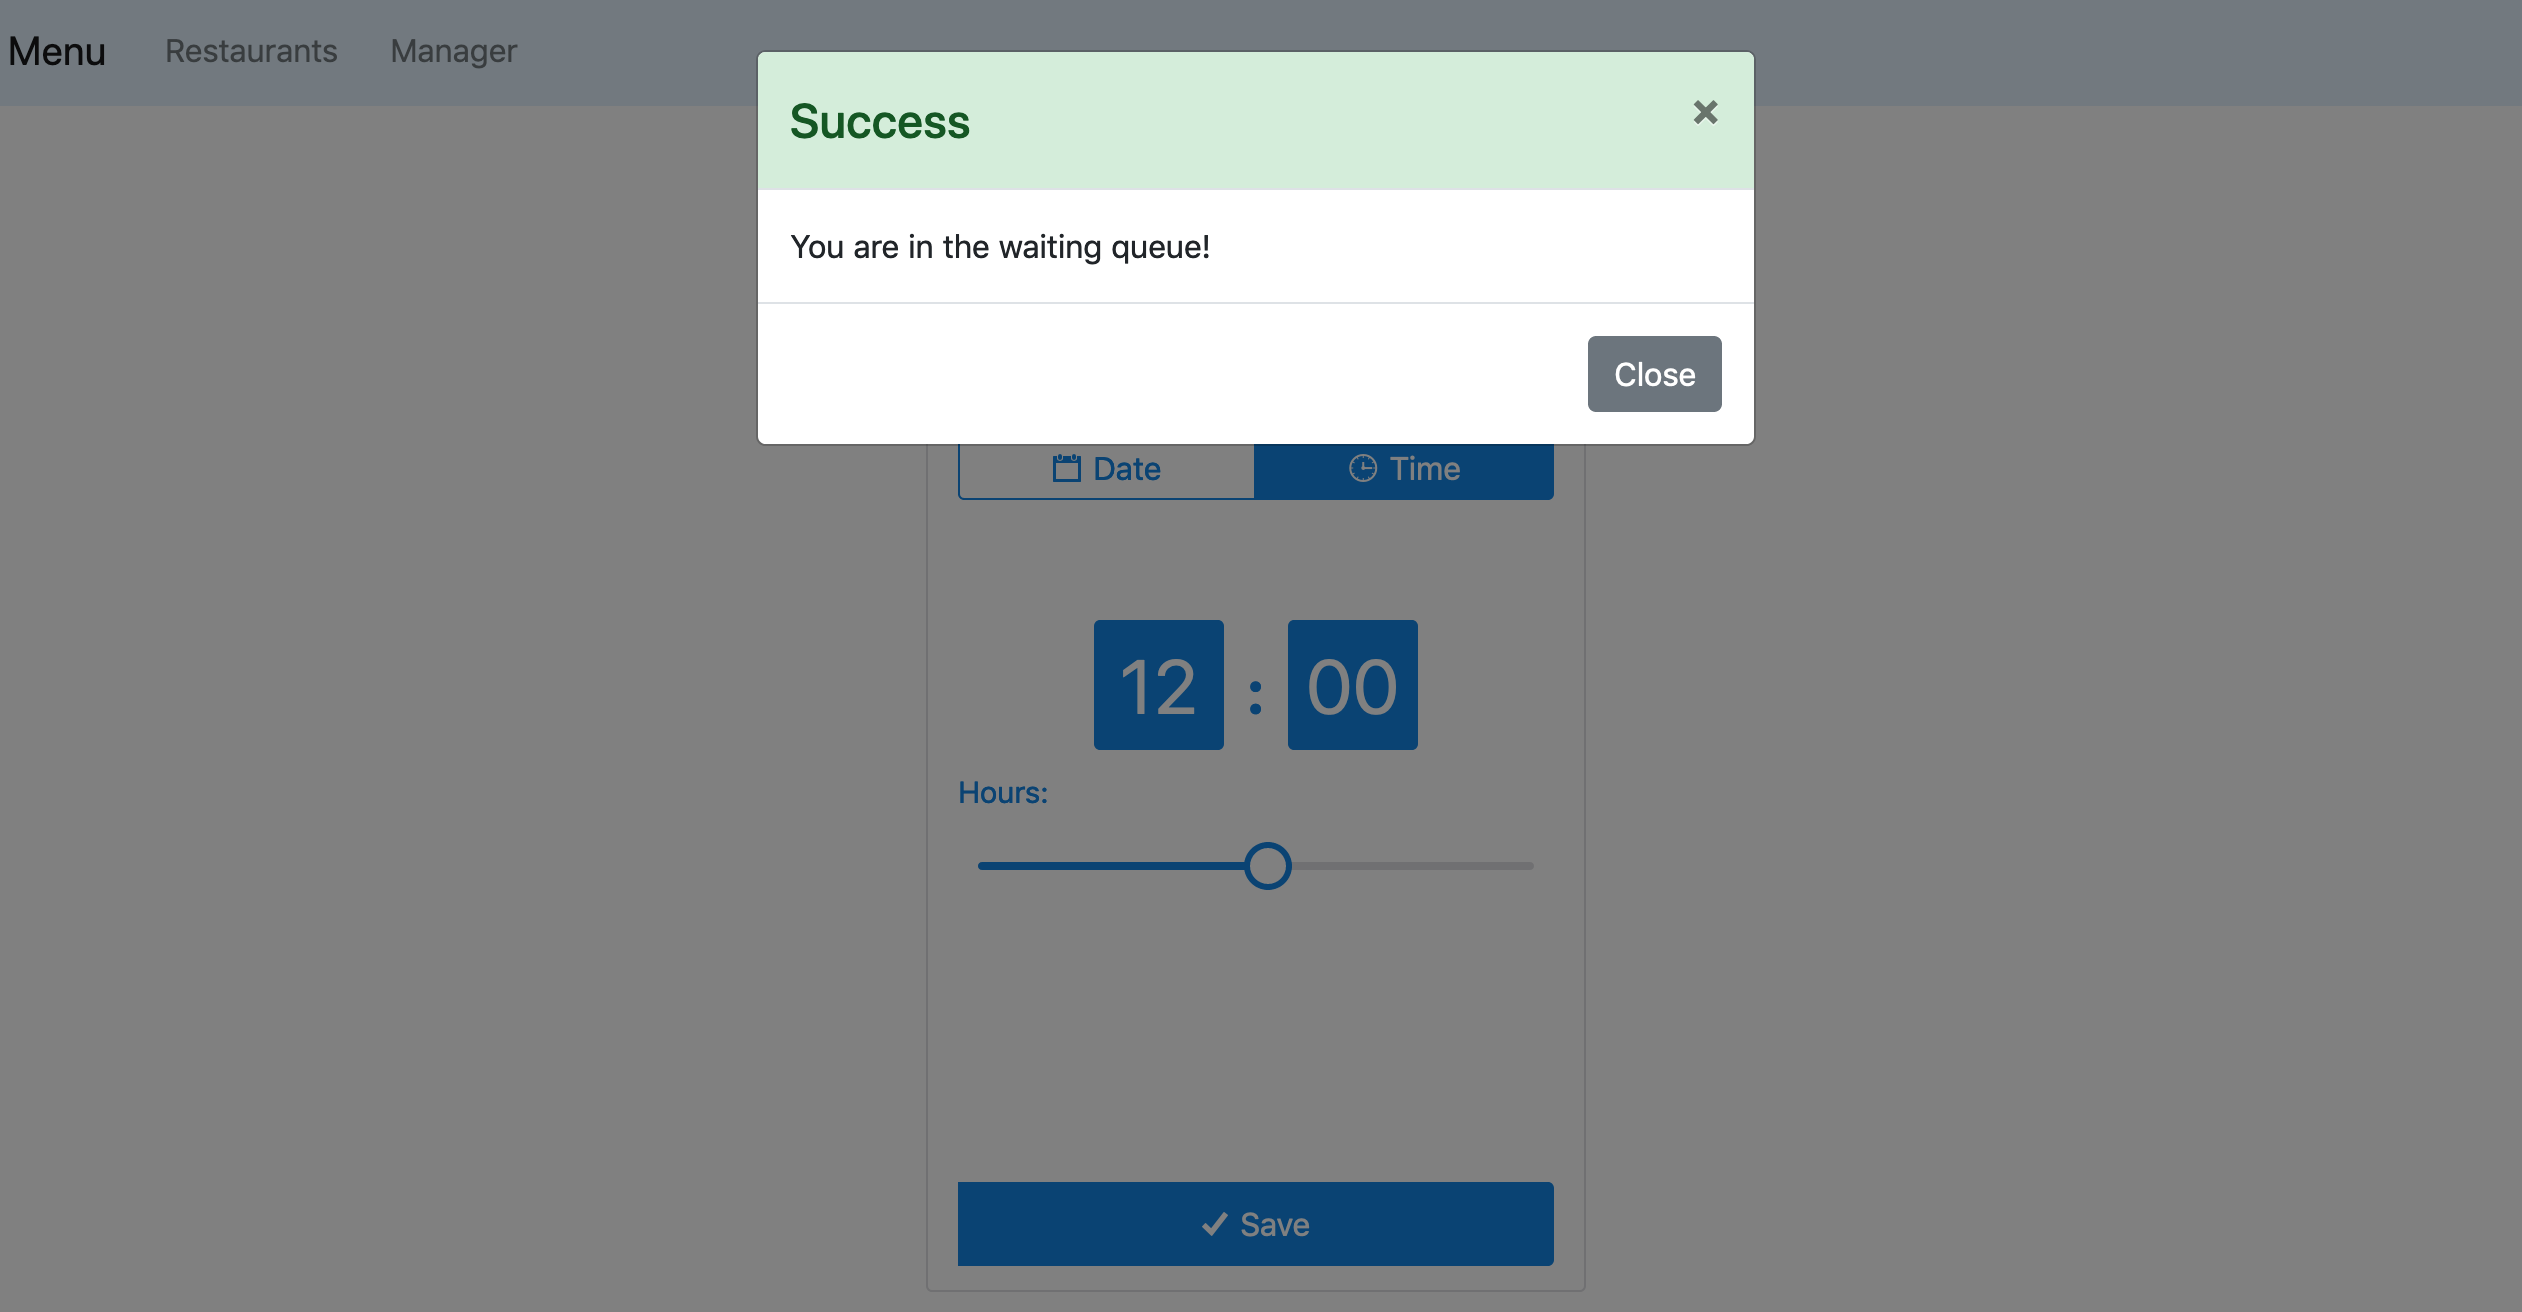 Menu Restaurants Manager
Success ×
You are in the waiting queue!
Close
Date Time
12 : 00
Hours:
Save